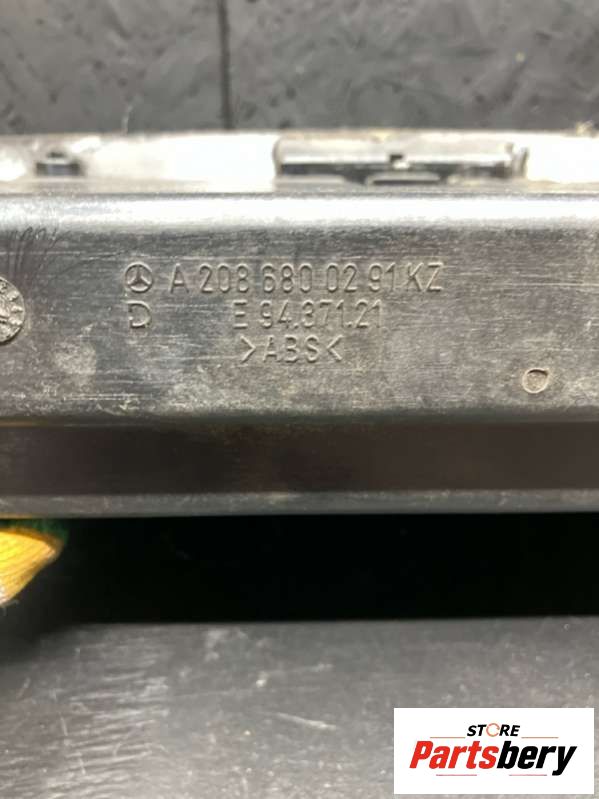 A 208 680 02 91 KZ
D E 94.371.21
>ABS<
STORE
Partsbery